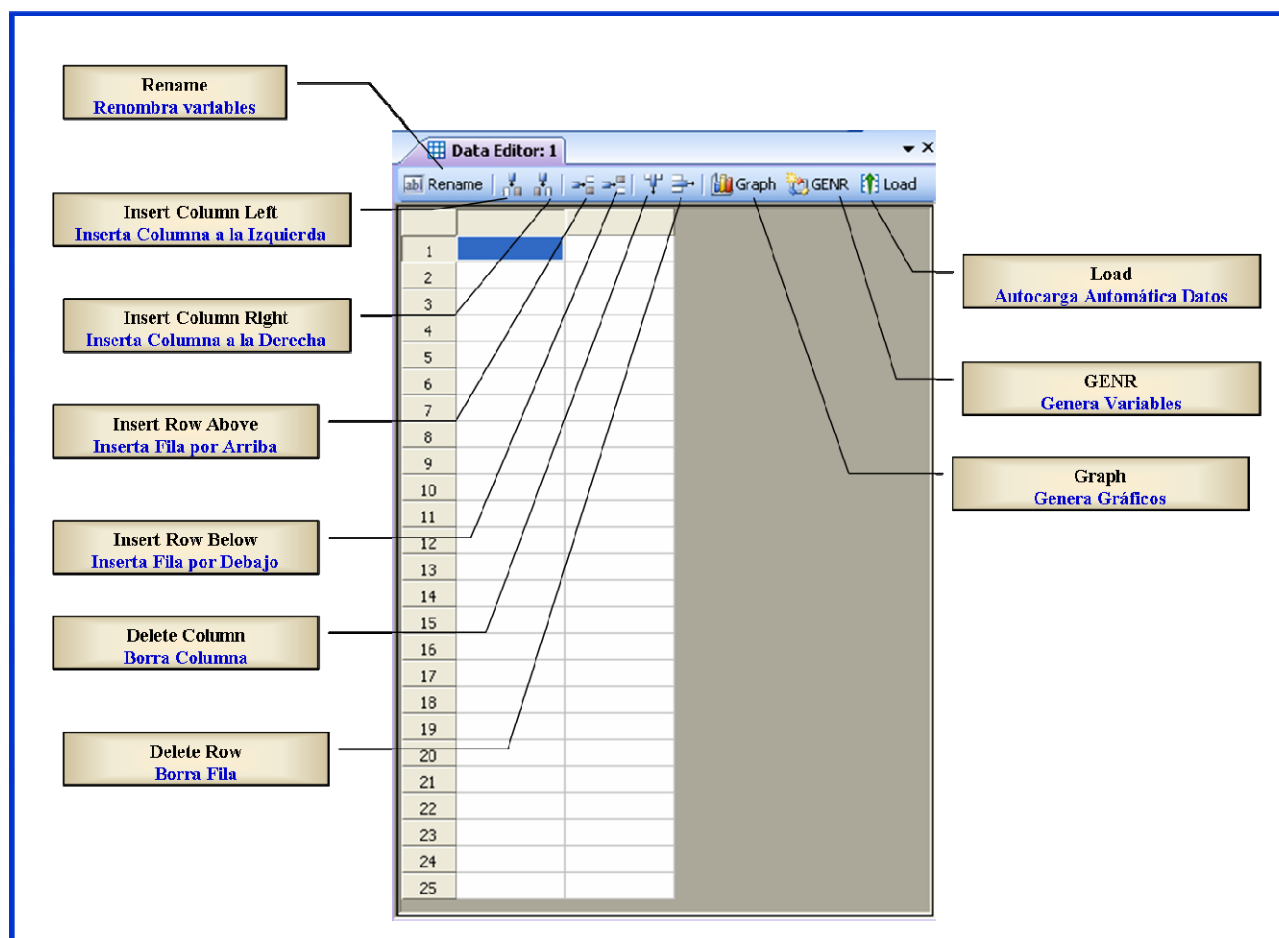 Rename
Renombra variables
Data Editor: 1
Rename Graph GENR Load
Insert Column Left
Inserta Columna a la Izquierda
Insert Column Right
Inserta Columna a la Derecha
Insert Row Above
Inserta Fila por Arriba
Insert Row Below
Inserta Fila por Debajo
Delete Column
Borra Columna
Delete Row
Borra Fila
1
2
3
4
5
6
7
8
9
10
11
12
13
14
15
16
17
18
19
20
21
22
23
24
25
Load
Autocarga Automática Datos
GENR
Genera Variables
Graph
Genera Gráficos